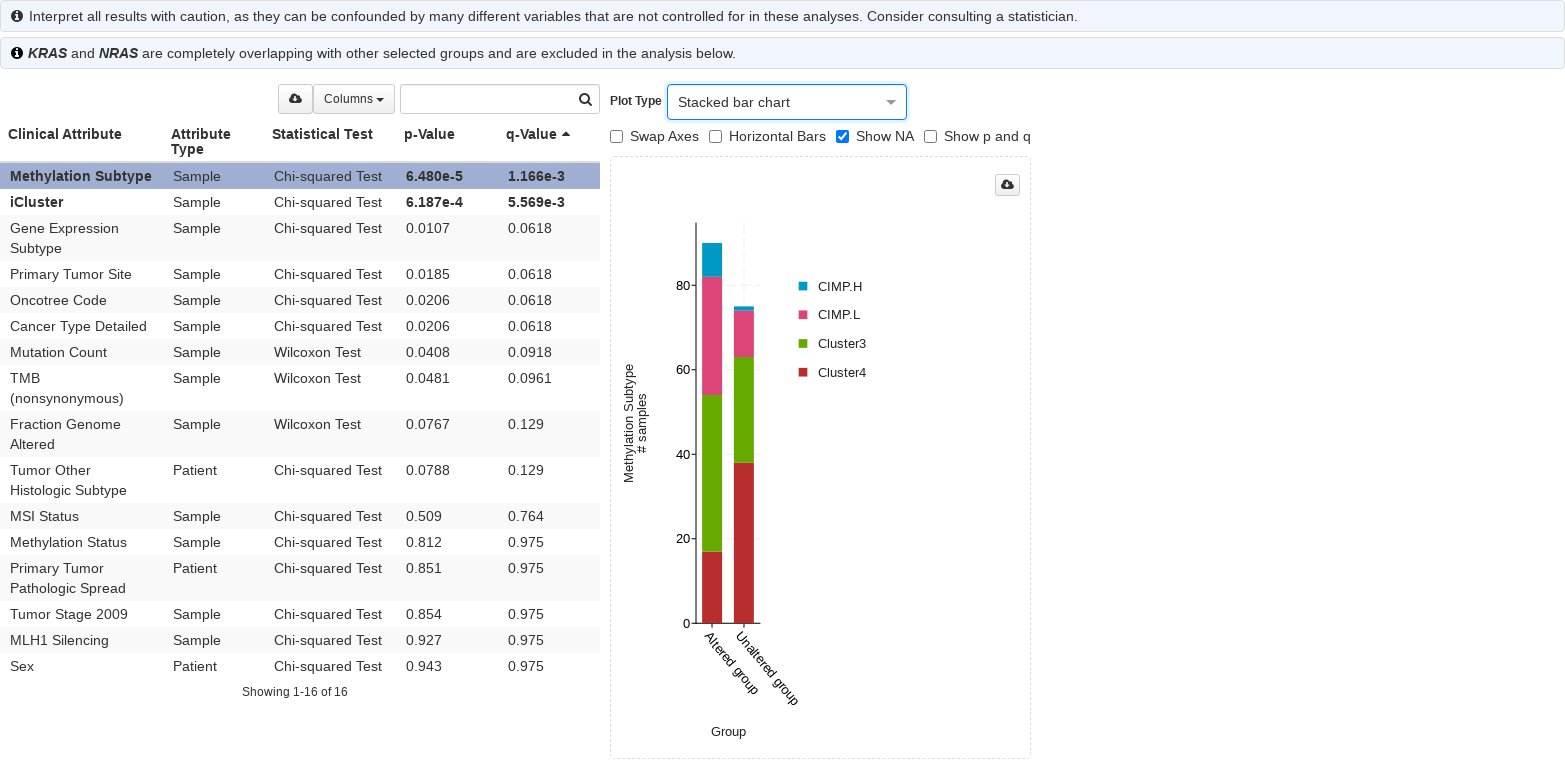 Interpret all results with caution, as they can be confounded by many different variables that are not controlled for in these analyses. Consider consulting a statistician.
KRAS and NRAS are completely overlapping with other selected groups and are excluded in the analysis below.
Columns
Clinical Attribute Attribute Type Statistical Test p-Value q-Value
Methylation Subtype Sample Chi-squared Test 6.480e-5 1.166e-3
iCluster Sample Chi-squared Test 6.187e-4 5.569e-3
Gene Expression Subtype Sample Chi-squared Test 0.0107 0.0618
Primary Tumor Site Sample Chi-squared Test 0.0185 0.0618
Oncotree Code Sample Chi-squared Test 0.0206 0.0618
Cancer Type Detailed Sample Chi-squared Test 0.0206 0.0618
Mutation Count Sample Wilcoxon Test 0.0408 0.0918
TMB (nonsynonymous) Sample Wilcoxon Test 0.0481 0.0961
Fraction Genome Altered Sample Wilcoxon Test 0.0767 0.129
Tumor Other Histologic Subtype Patient Chi-squared Test 0.0788 0.129
MSI Status Sample Chi-squared Test 0.509 0.764
Methylation Status Sample Chi-squared Test 0.812 0.975
Primary Tumor Pathologic Spread Patient Chi-squared Test 0.851 0.975
Tumor Stage 2009 Sample Chi-squared Test 0.854 0.975
MLH1 Silencing Sample Chi-squared Test 0.927 0.975
Sex Patient Chi-squared Test 0.943 0.975
Showing 1-16 of 16
Plot Type Stacked bar chart
Swap Axes Horizontal Bars Show NA Show p and q
Methylation Subtype
# samples
80
60
40
20
0
CIMP.H
CIMP.L
Cluster3
Cluster4
Altered group
Unaltered group
Group